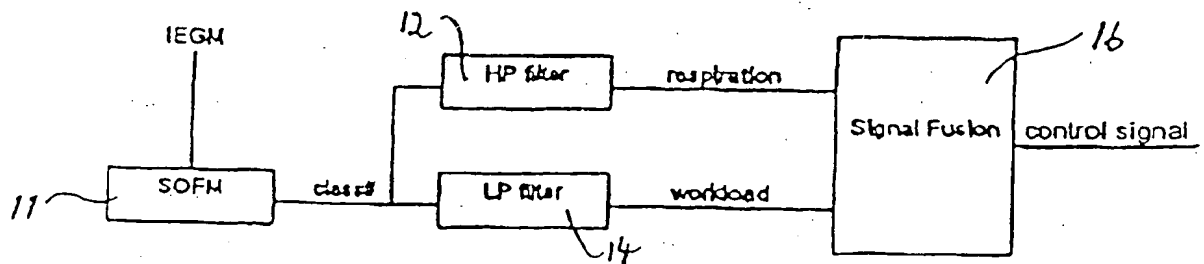 IEGM
12
HP filter
respiration
16
Signal Fusion
control signal
11
SOFM
class#
LP filter
workload
14